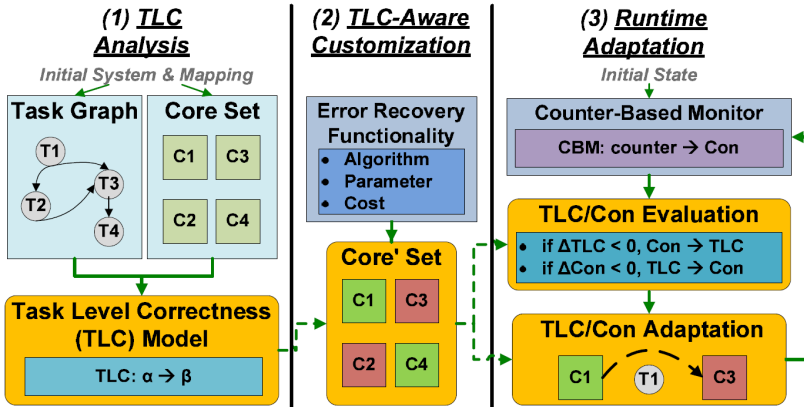 (1) TLC
Analysis
Initial System & Mapping
Task Graph
T1
T3
T2
T4
Core Set
C1
C3
C2
C4
Task Level Correctness
(TLC) Model
TLC: α → β
(2) TLC-Aware
Customization
Error Recovery
Functionality
• Algorithm
• Parameter
• Cost
Core' Set
C1
C3
C2
C4
(3) Runtime
Adaptation
Initial State
Counter-Based Monitor
CBM: counter → Con
TLC/Con Evaluation
• if ΔTLC < 0, Con → TLC
• if ΔCon < 0, TLC → Con
TLC/Con Adaptation
C1
T1
C3